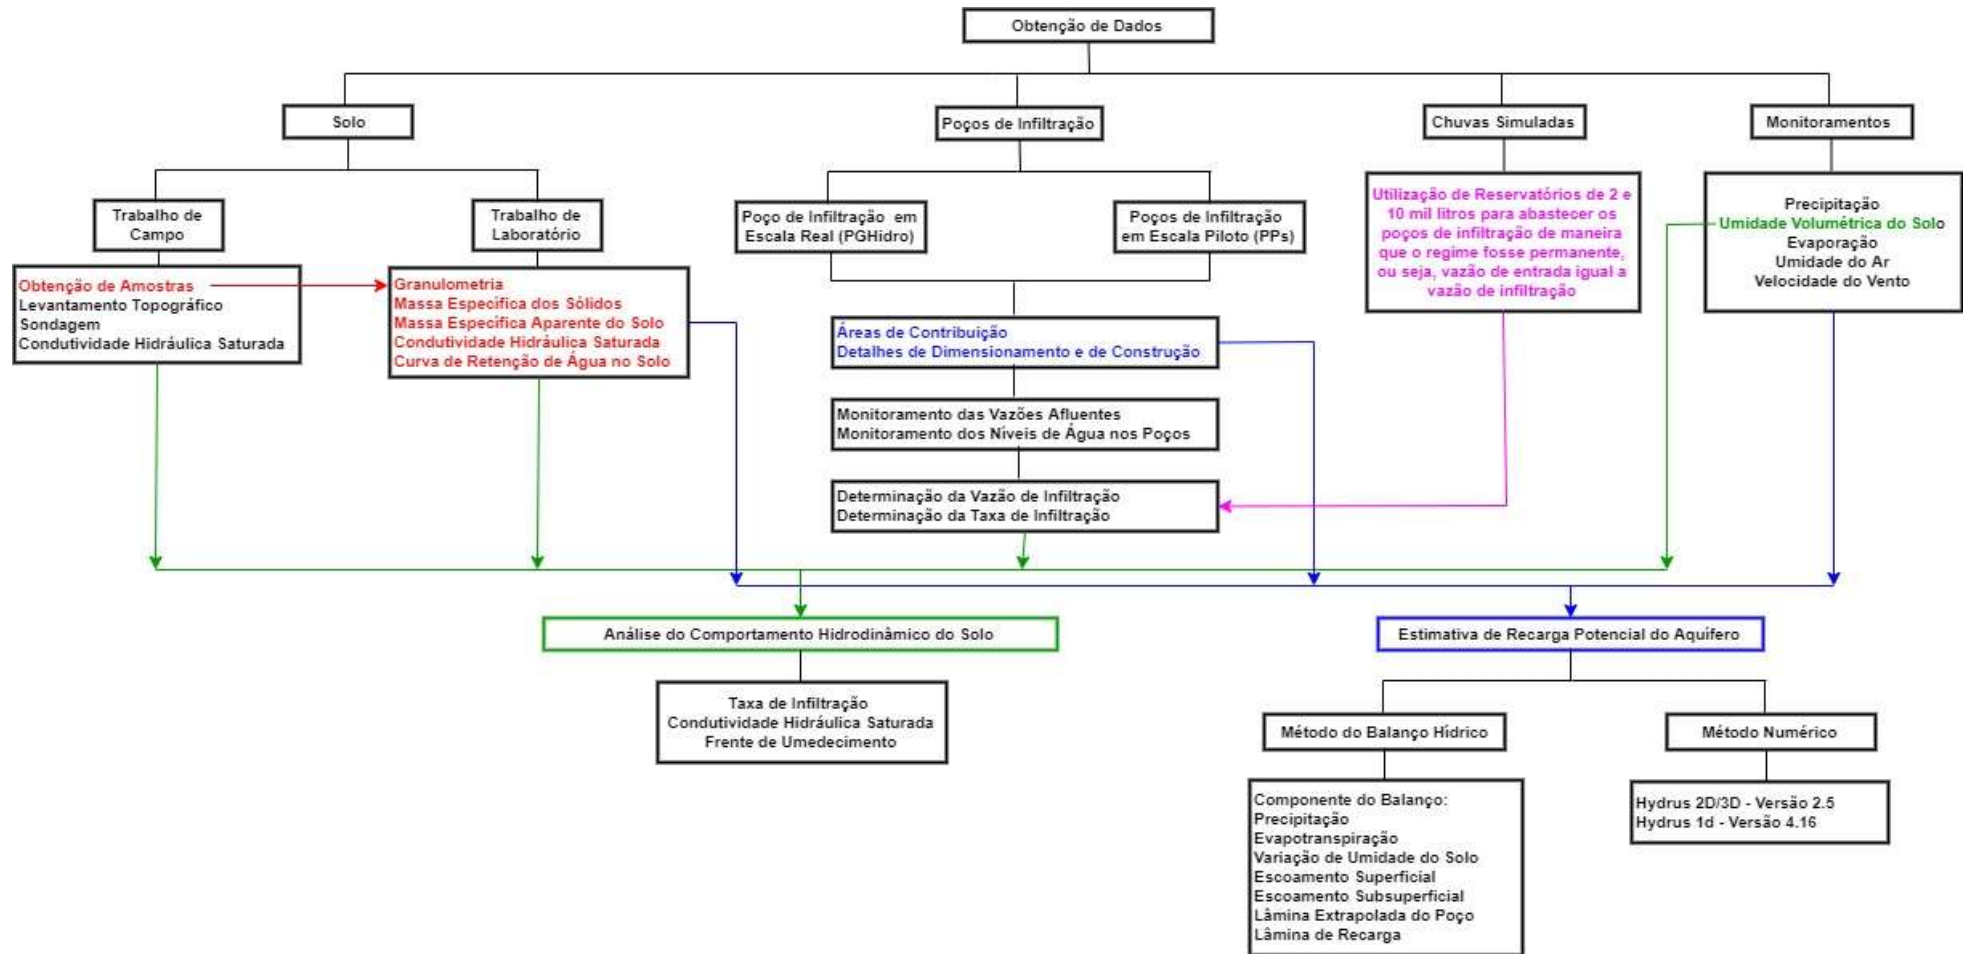 Obtenção de Dados
Solo
Poços de Infiltração
Chuvas Simuladas
Monitoramentos
Trabalho de
Campo
Trabalho de
Laboratório
Poço de Infiltração em
Escala Real (PGHidro)
Poços de Infiltração
em Escala Piloto (PPs)
Utilização de Reservatórios de 2 e
10 mil litros para abastecer os
poços de infiltração de maneira
que o regime fosse permanente,
ou seja, vazão de entrada igual a
vazão de infiltração
Precipitação
Umidade Volumétrica do Solo
Evaporação
Umidade do Ar
Velocidade do Vento
Obtenção de Amostras
Levantamento Topográfico
Sondagem
Condutividade Hidráulica Saturada
Granulometria
Massa Específica dos Sólidos
Massa Específica Aparente do Solo
Condutividade Hidráulica Saturada
Curva de Retenção de Água no Solo
Áreas de Contribuição
Detalhes de Dimensionamento e de Construção
Monitoramento das Vazões Afluentes
Monitoramento dos Níveis de Água nos Poços
Determinação da Vazão de Infiltração
Determinação da Taxa de Infiltração
Análise do Comportamento Hidrodinâmico do Solo
Estimativa de Recarga Potencial do Aquífero
Taxa de Infiltração
Condutividade Hidráulica Saturada
Frente de Umedecimento
Método do Balanço Hídrico
Método Numérico
Componente do Balanço:
Precipitação
Evapotranspiração
Variação de Umidade do Solo
Escoamento Superficial
Escoamento Subsuperficial
Lâmina Extrapolada do Poço
Lâmina de Recarga
Hydrus 2D/3D - Versão 2.5
Hydrus 1d - Versão 4.16